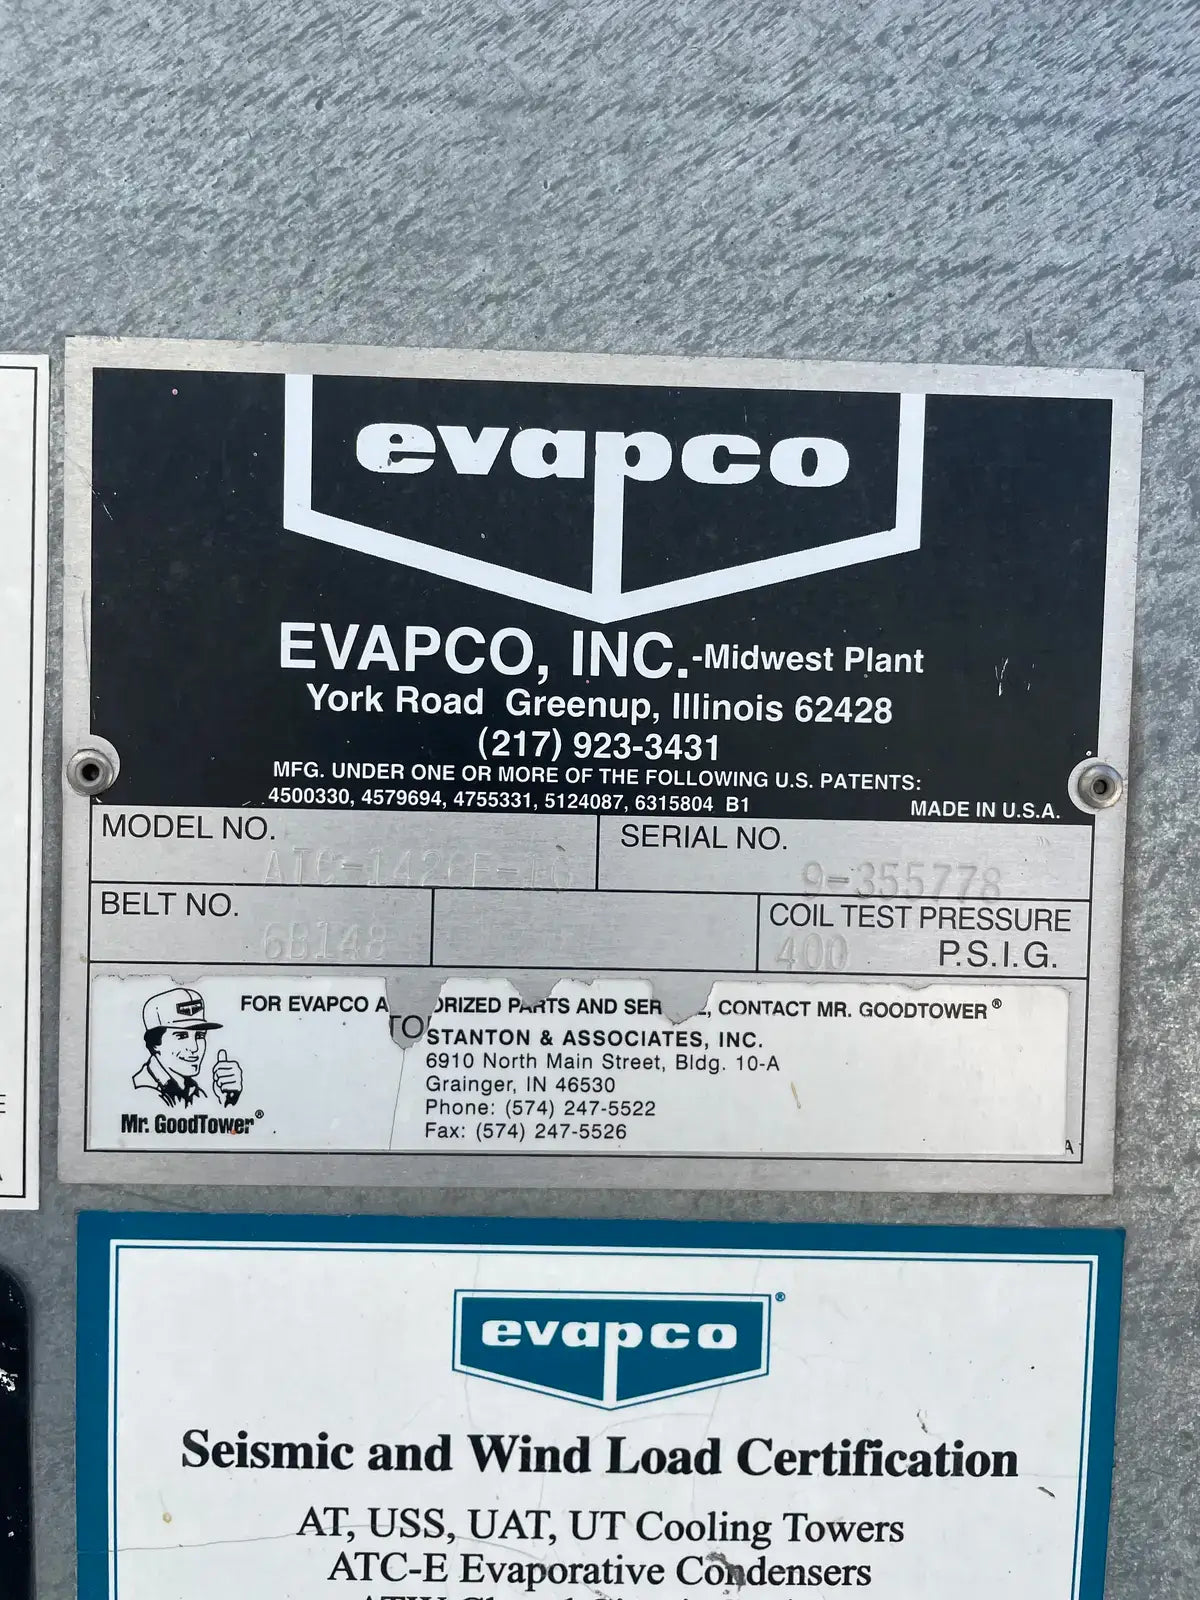 evapco
EVAPCO, INC.-Midwest Plant
York Road Greenup, Illinois 62428
(217) 923-3431
MFG. UNDER ONE OR MORE OF THE FOLLOWING U.S. PATENTS:
4500330, 4579694, 4755331, 5124087, 6315804 B1
MADE IN U.S.A.
MODEL NO.
SERIAL NO.
9-355778
BELT NO.
6B148
COIL TEST PRESSURE
400 P.S.I.G.
FOR EVAPCO PARTS AND CONTACT MR. GOODTOWER®
TO
STANTON & ASSOCIATES, INC.
6910 North Main Street, Bldg. 10-A
Grainger, IN 46530
Phone: (574) 247-5522
Fax: (574) 247-5526
Mr. GoodTower®
A
evapco®
Seismic and Wind Load Certification
AT, USS, UAT, UT Cooling Towers
ATC-E Evaporative Condensers